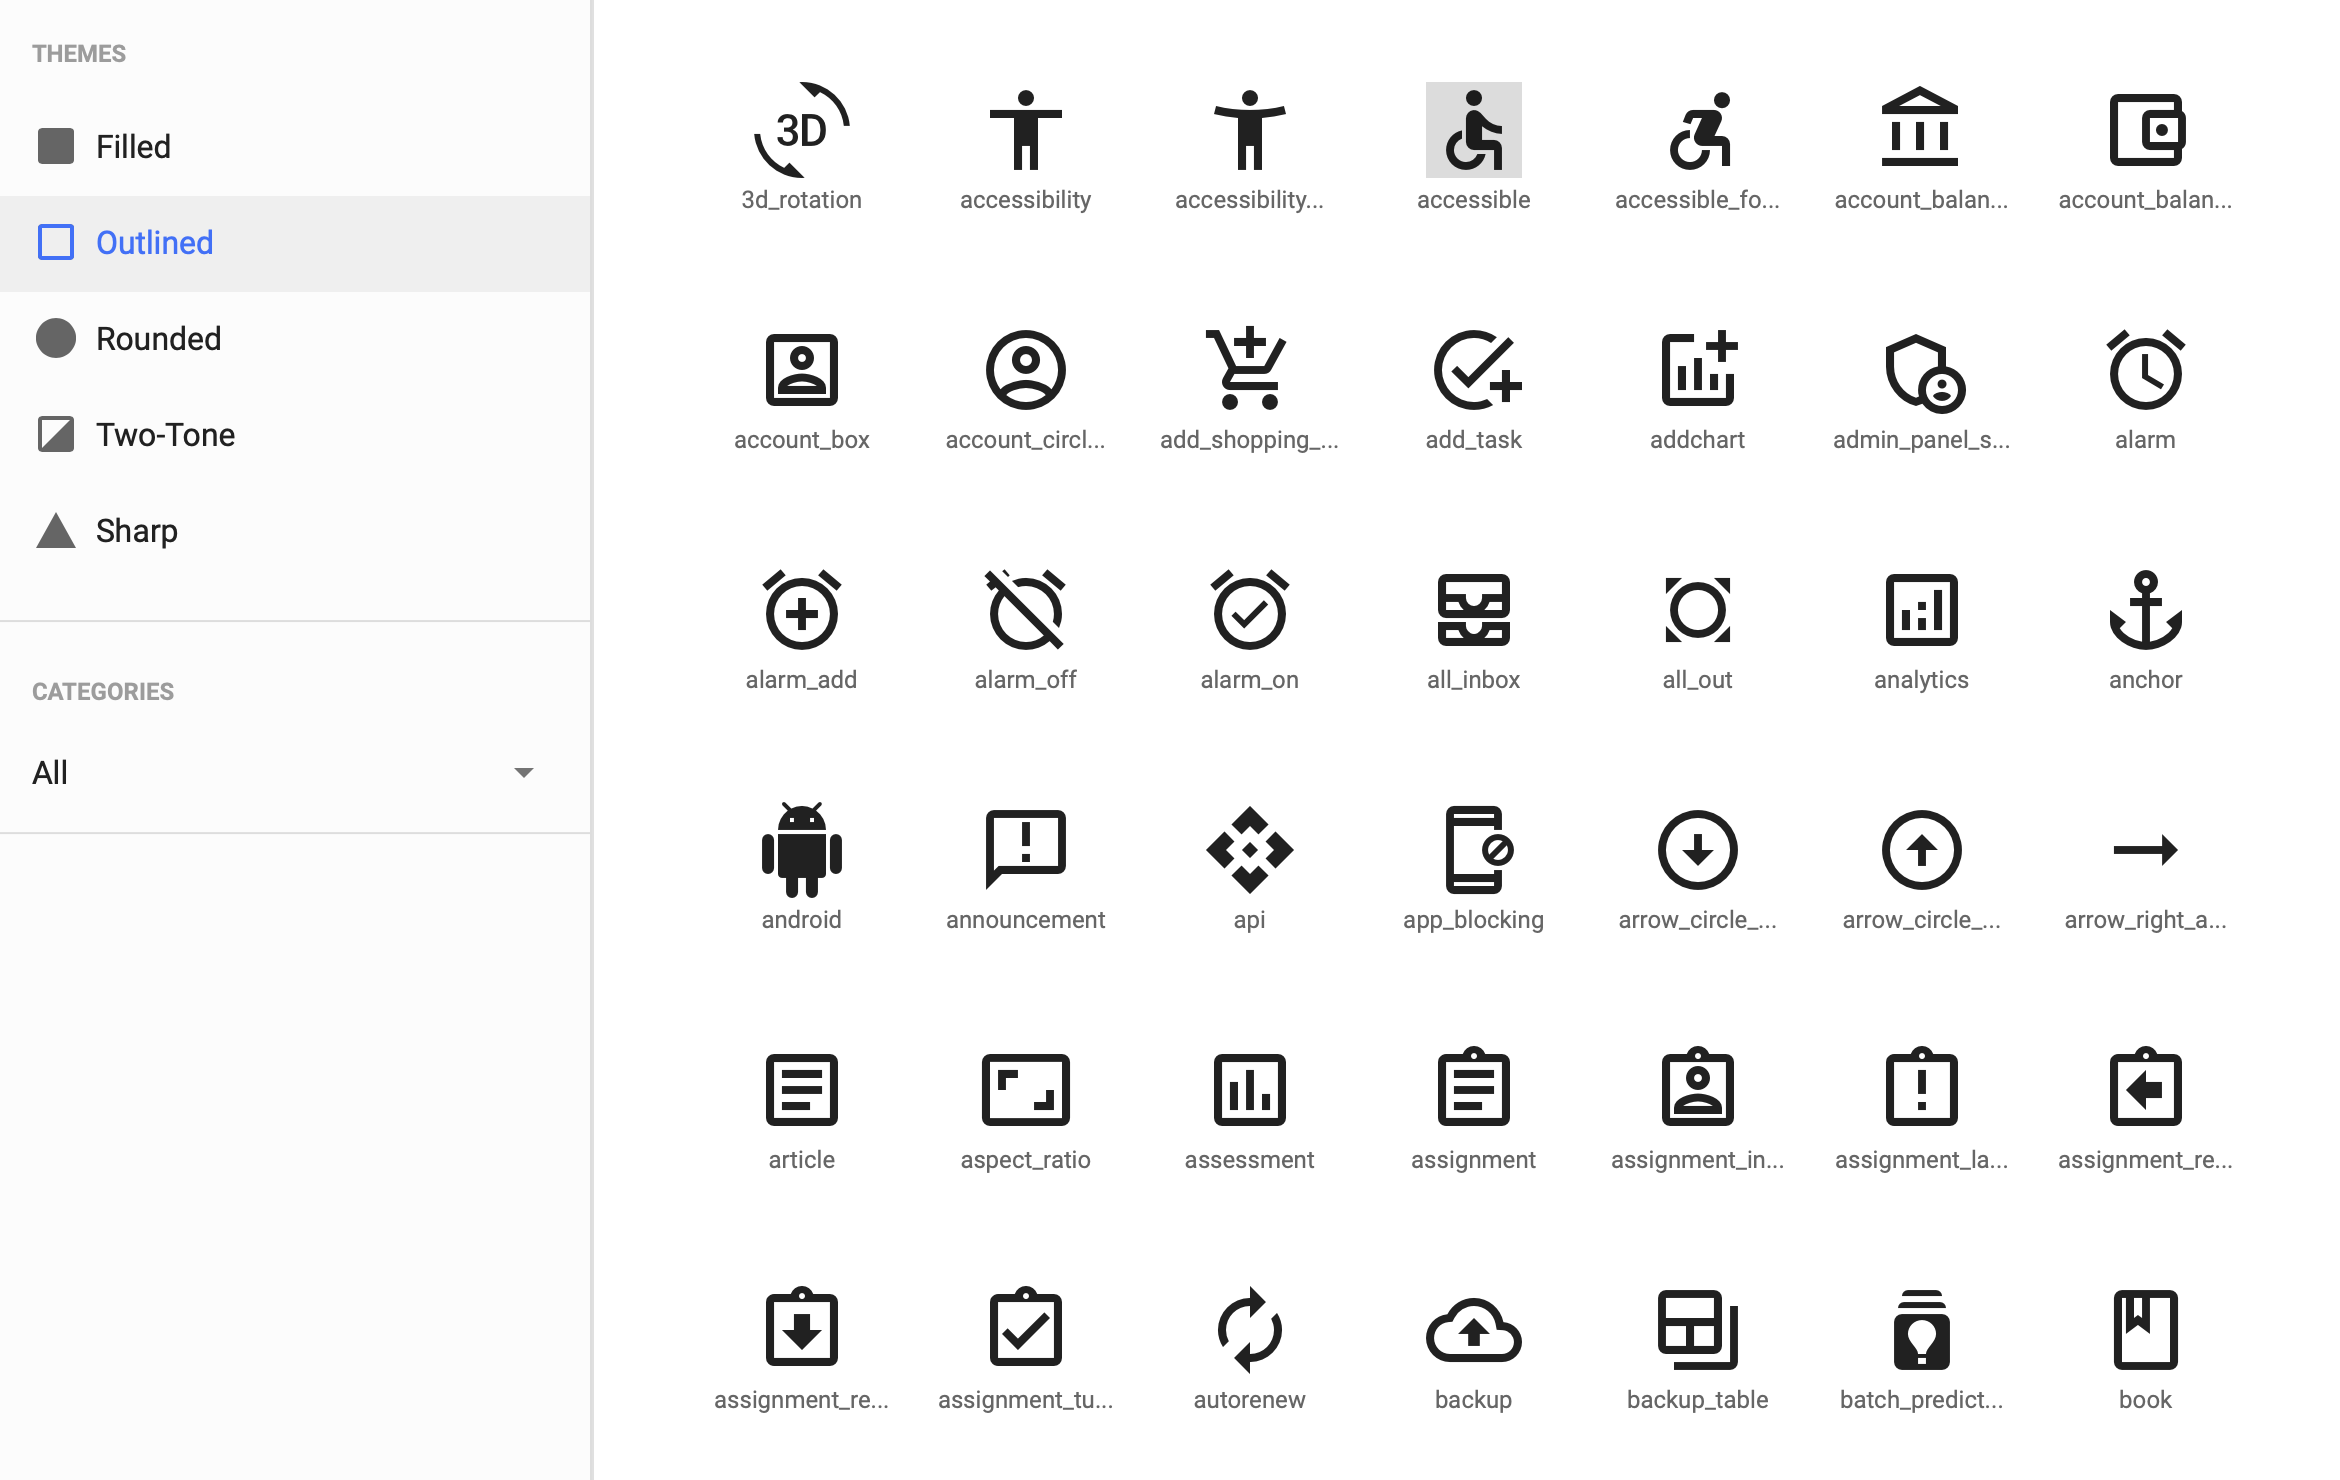 THEMES
Filled
Outlined
Rounded
Two-Tone
Sharp
CATEGORIES
All
3D
3d_rotation accessibility accessibility... accessible accessible_fo... account_balan... account_balan...
account_box account_circl... add_shopping_... add_task addchart admin_panel_s... alarm
alarm_add alarm_off alarm_on all_inbox all_out analytics anchor
android announcement api app_blocking arrow_circle_... arrow_circle_... arrow_right_a...
article aspect_ratio assessment assignment assignment_in... assignment_la... assignment_re...
assignment_re... assignment_tu... autorenew backup backup_table batch_predict... book